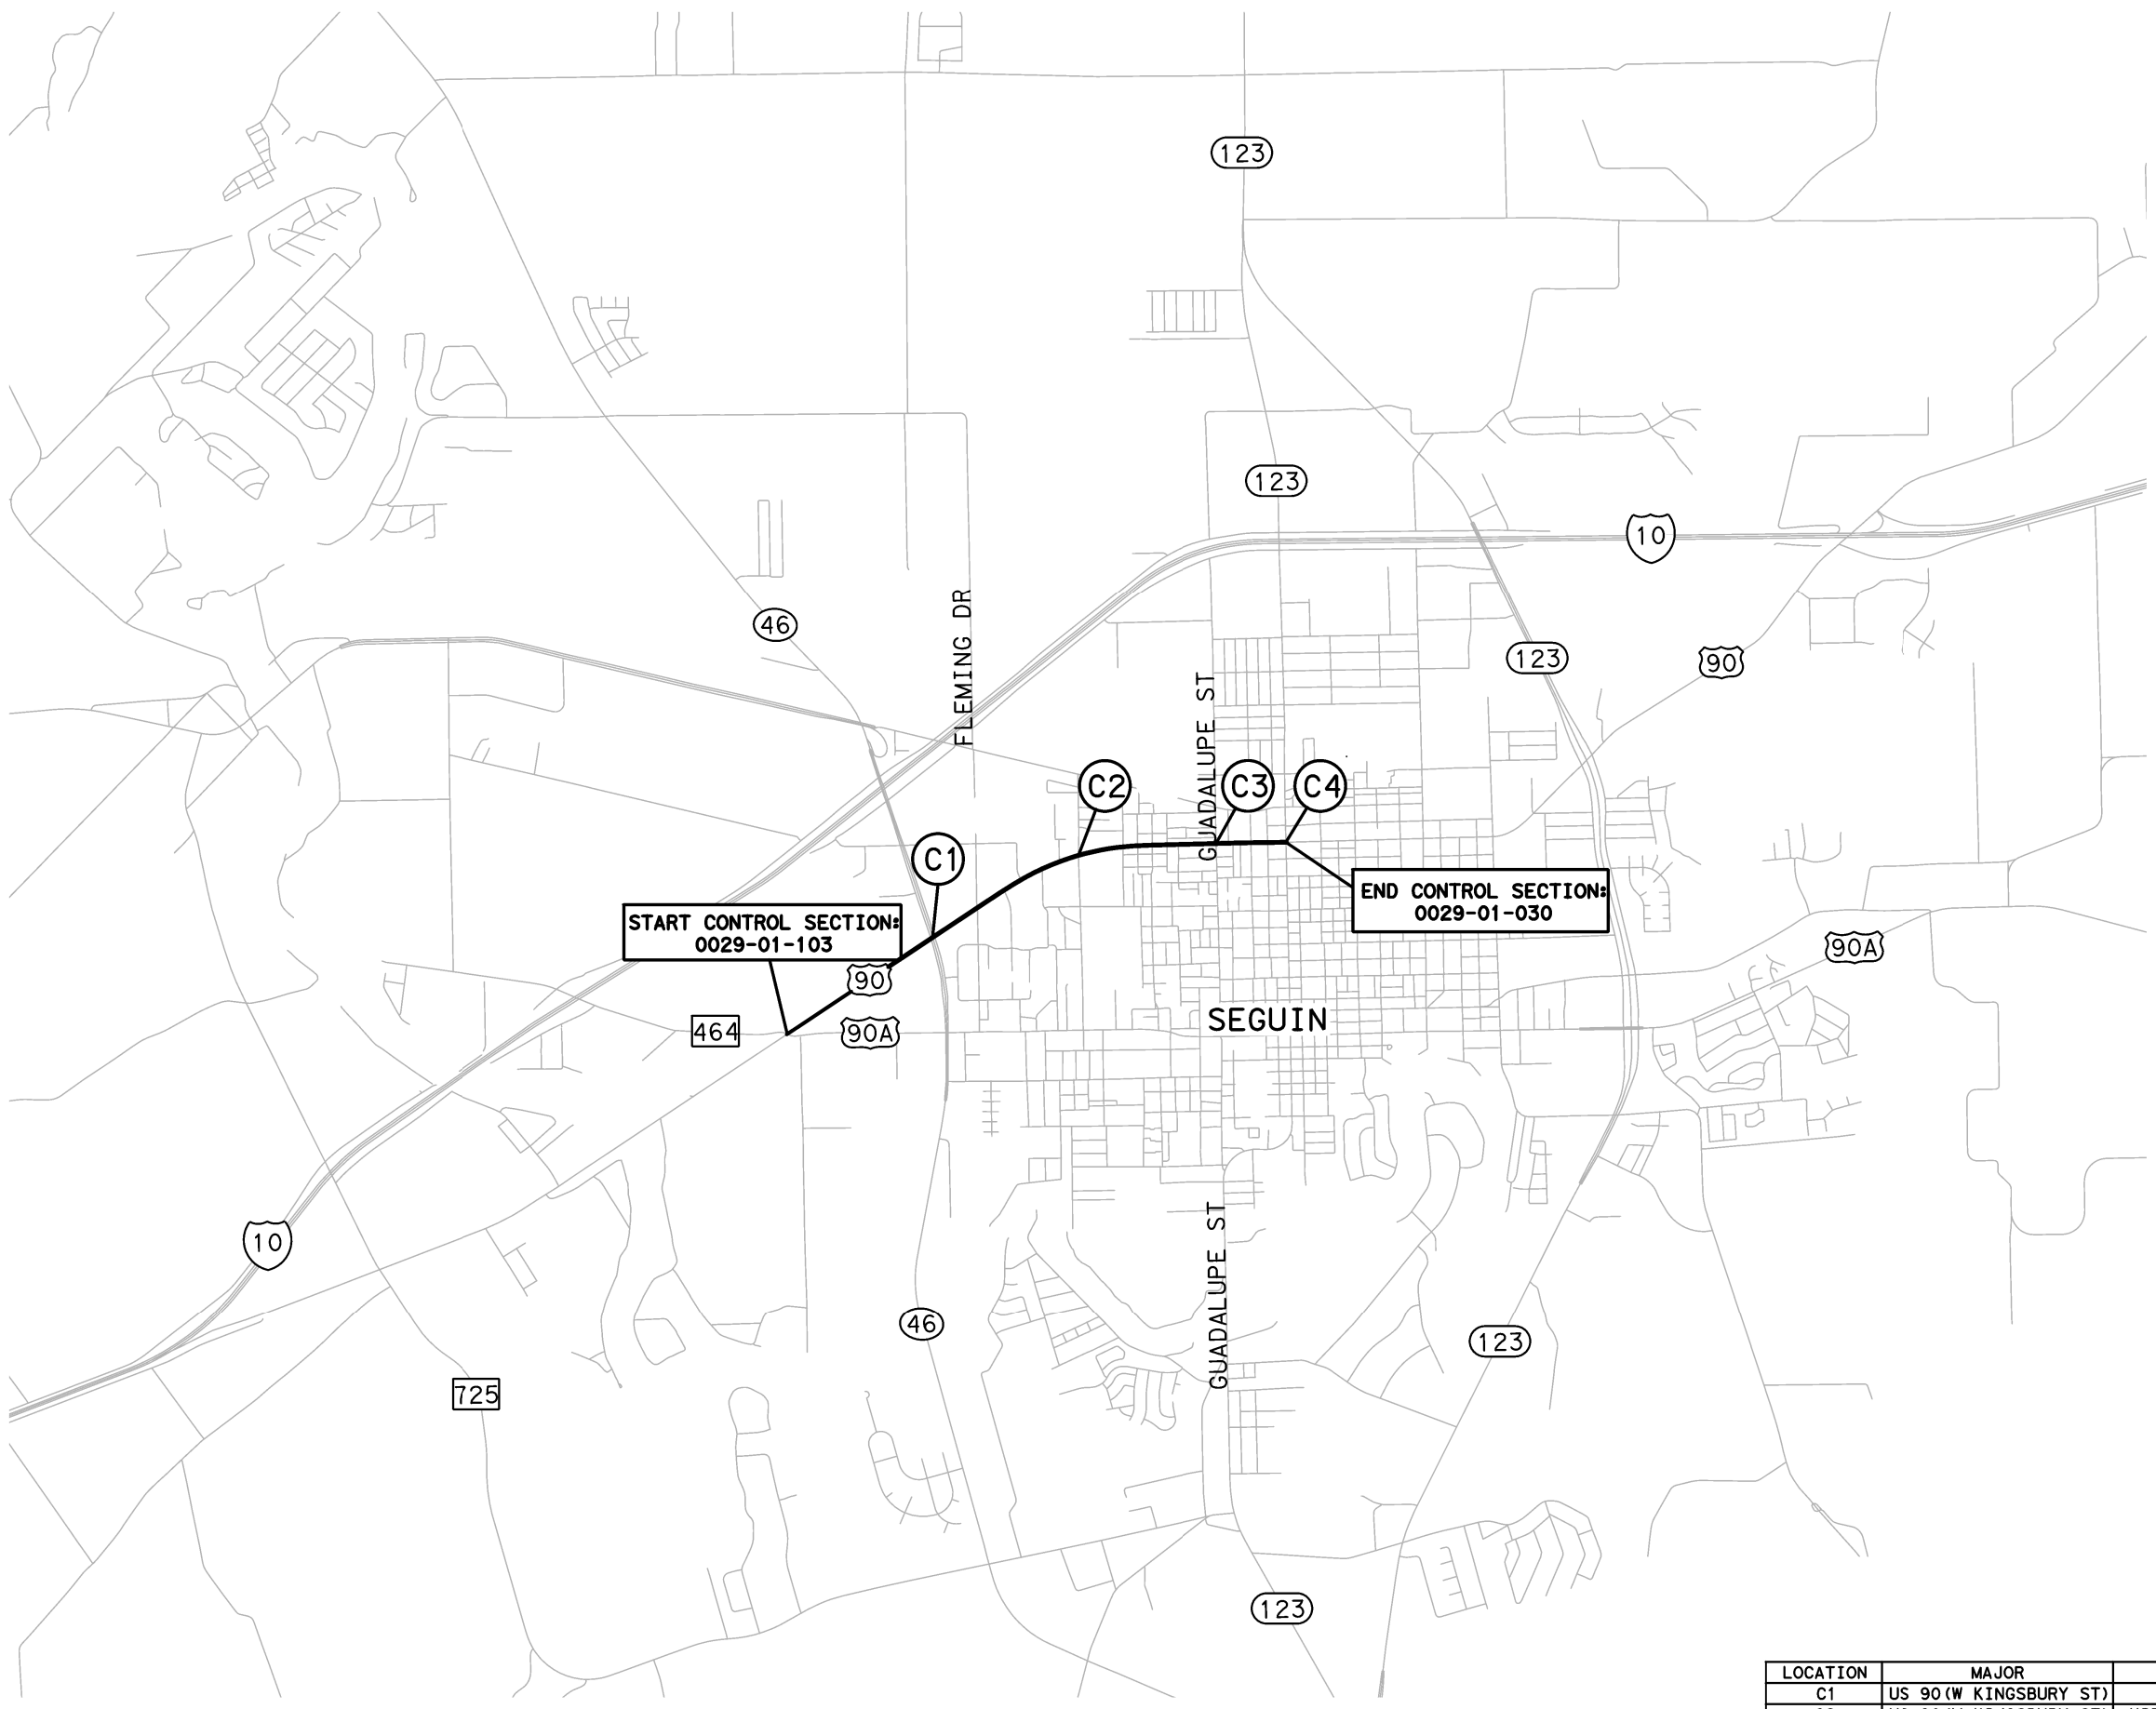 123
123
10
46
FLEMING DR
123
90
GUADALUPE ST
C2
C3
C4
C1
END CONTROL SECTION:
0029-01-030
START CONTROL SECTION:
0029-01-103
90
90A
464
90A
SEGUIN
10
46
GUADALUPE ST
123
725
123
LOCATION MAJOR
C1 US 90 (W KINGSBURY ST)